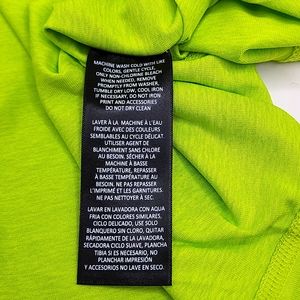 MACHINE WASH COLD WITH LIKE
COLORS, GENTLE CYCLE,
ONLY NON-CHLORINE BLEACH
WHEN NEEDED, REMOVE
PROMPTLY FROM WASHER,
TUMBLE DRY LOW, COOL IRON
IF NECESSARY, DO NOT IRON
PRINT AND ACCESSORIES
DO NOT DRY CLEAN
LAVER À LA MACHINE À L'EAU
FROIDE AVEC DES COULEURS
SEMBLABLES AU CYCLE DÉLICAT
UTILISER AGENT DE
BLANCHIMENT SANS CHLORE
AU BESOIN. SÉCHER À LA
MACHINE À BASSE
TEMPÉRATURE, REPASSER
À BASSE TEMPÉRATURE AU
BESOIN, NE PAS REPASSER
L'IMPRIMÉ ET LES GARNITURES.
NE PAS NETTOYER À SEC.
LAVAR EN LAVADORA CON AQUA
FRIA CON COLORES SIMILARES,
CICLO DELICADO, USE SOLO
BLANQUEADOR SIN CLORO, QUITAR
RÁPIDAMENTE DE LA LAVADORA,
SECADORA CICLO SUAVE, PLANCHA
TIBIA SI ES NECESARIO, NO
PLANCHAR IMPRESIÓN
Y ACCESORIOS NO LAVE EN SECO.